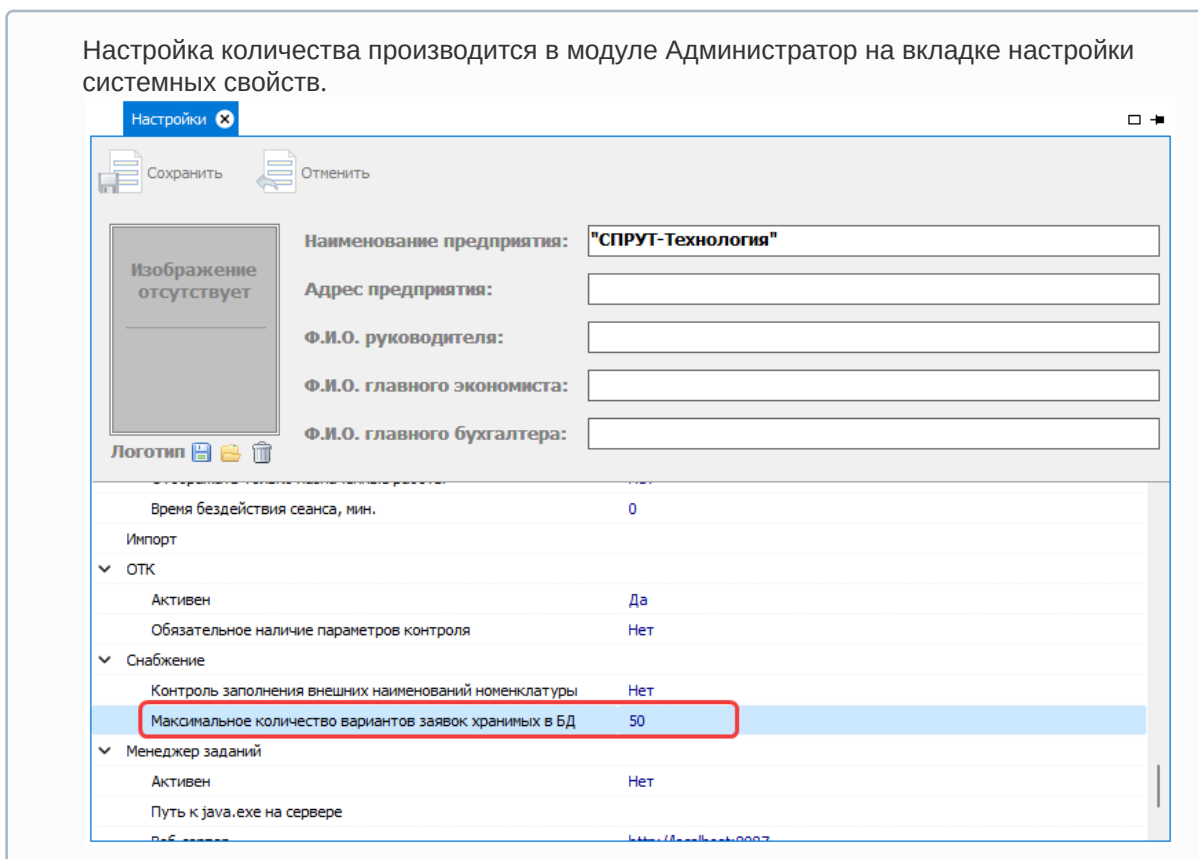 Настройка количества производится в модуле Администратор на вкладке настройки
системных свойств.
Настройки
Сохранить Отменить
Изображение
отсутствует
Наименование предприятия: "СПРУТ-Технология"
Адрес предприятия:
Ф.И.О. руководителя:
Ф.И.О. главного экономиста:
Ф.И.О. главного бухгалтера:
Логотип
Время бездействия сеанса, мин. 0
Импорт
ОТК
Активен Да
Обязательное наличие параметров контроля Нет
Снабжение
Контроль заполнения внешних наименований номенклатуры Нет
Максимальное количество вариантов заявок хранимых в БД 50
Менеджер заданий
Активен Нет
Путь к java.exe на сервере